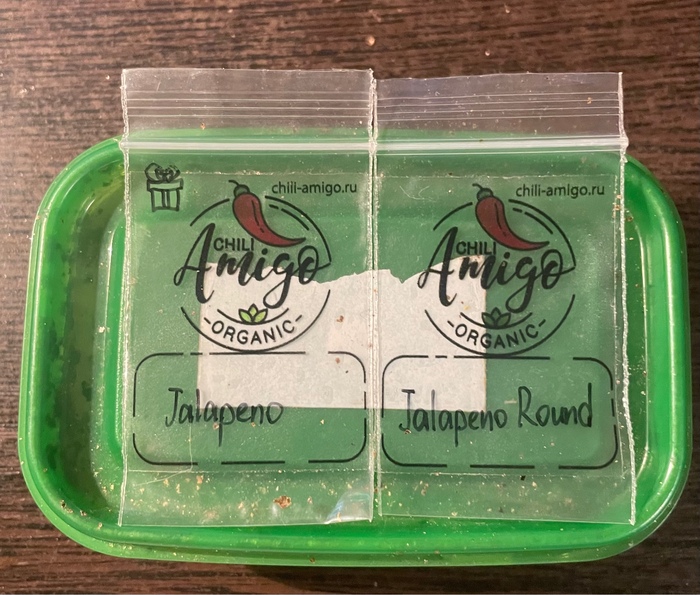 chili-amigo.ru
CHILI
Amigo
-ORGANIC-
Jalapeno
chili-amigo.ru
CHILI
Amigo
-ORGANIC-
Jalapeno Round